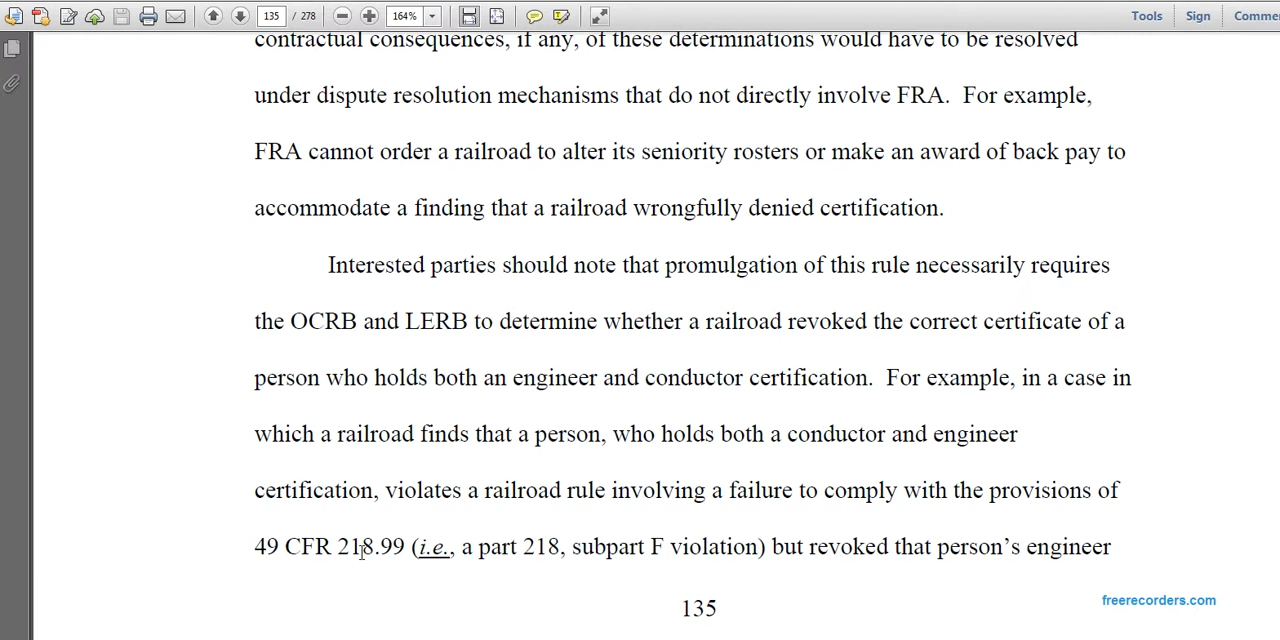 135 / 278
164%
Tools
Sign
Comme
contractual consequences, if any, of these determinations would have to be resolved
under dispute resolution mechanisms that do not directly involve FRA. For example,
FRA cannot order a railroad to alter its seniority rosters or make an award of back pay to
accommodate a finding that a railroad wrongfully denied certification.
Interested parties should note that promulgation of this rule necessarily requires
the OCRB and LERB to determine whether a railroad revoked the correct certificate of a
person who holds both an engineer and conductor certification. For example, in a case in
which a railroad finds that a person, who holds both a conductor and engineer
certification, violates a railroad rule involving a failure to comply with the provisions of
49 CFR 218.99 (i.e., a part 218, subpart F violation) but revoked that person’s engineer
135
freerecorders.com